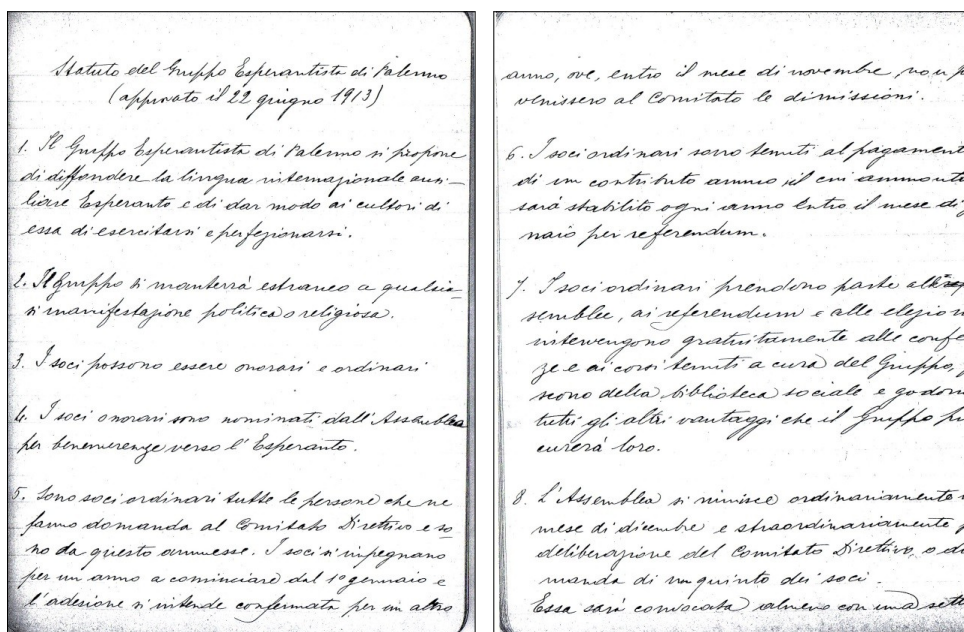 Statuto del Gruppo Esperantista di Palermo
(approvato il 22 giugno 1913)
1. Il Gruppo Esperantista di Palermo si propone
di diffondere la lingua internazionale ausi-
liare Esperanto e di dar modo ai cultori di
essa di esercitarsi e perfezionarsi.
2. Il Gruppo si manterrà estraneo a qualsia-
si manifestazione politica o religiosa.
3. I soci possono essere onorari e ordinari
4. I soci onorari sono nominati dall'Assemblea
per benemerenze verso l'Esperanto.
5. Sono soci ordinari tutte le persone che ne
fanno domanda al Comitato Direttivo e so-
no da questo ammesse. I soci s'impegnano
per un anno a cominciare dal 1º gennaio e
l'adesione si intende confermata per un altro
anno, ove, entro il mese di novembre, non p
venissero al Comitato le dimissioni.
6. I soci ordinari sono tenuti al pagament
di un contributo annuo, il cui ammonta
sarà stabilito ogni anno entro il mese di g
naio per referendum.
7. I soci ordinari prendono parte alle
semblee, ai referendum e alle elezion
intervengono gratuitamente alle confe
ze e ai corsi tenuti a cura del Gruppo,
scono della biblioteca sociale e godon
tutti gli altri vantaggi che il Gruppo pr
curerà loro.
8. L'Assemblea si riunisce ordinariamente
mese di dicembre e straordinariamente p
deliberazione del Comitato Direttivo, o di
manda di un quinto dei soci.
Essa sarà convocata almeno con una sett